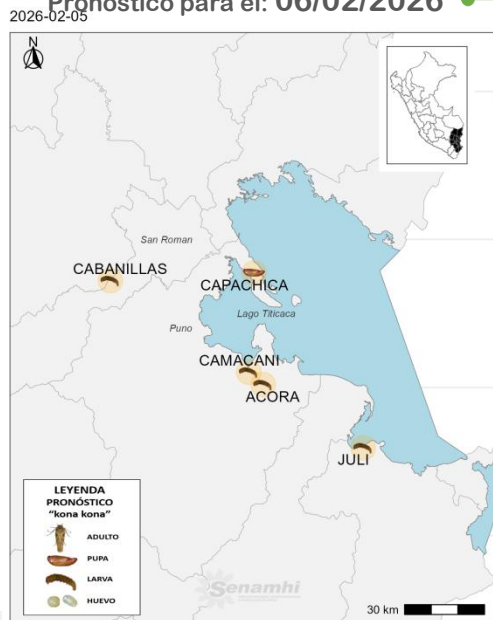 Pronóstico para el: 06/02/2026
2026-02-05
N
San Roman
CABANILLAS
CAPACHICA
Lago Titicaca
Puno
CAMACANI
ACORA
JULI
LEYENDA
PRONÓSTICO
"kona kona"
ADULTO
PUPA
LARVA
HUEVO
Senamhi
30 km